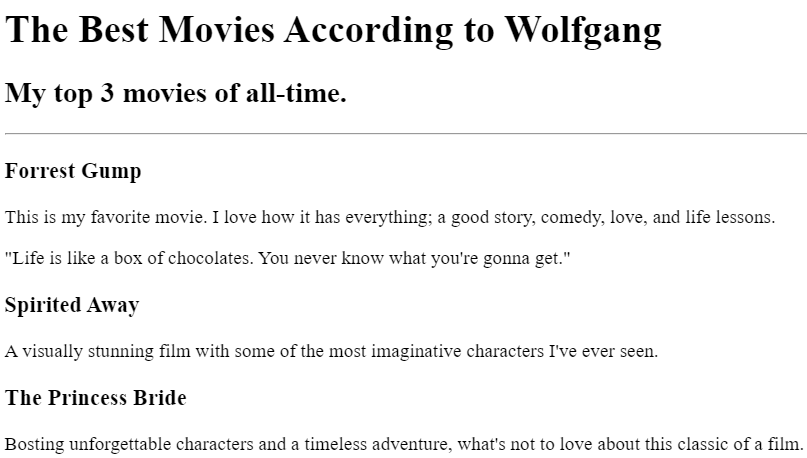 The Best Movies According to Wolfgang
My top 3 movies of all-time.
Forrest Gump
This is my favorite movie. I love how it has everything; a good story, comedy, love, and life lessons.
"Life is like a box of chocolates. You never know what you're gonna get."
Spirited Away
A visually stunning film with some of the most imaginative characters I've ever seen.
The Princess Bride
Bosting unforgettable characters and a timeless adventure, what's not to love about this classic of a film.